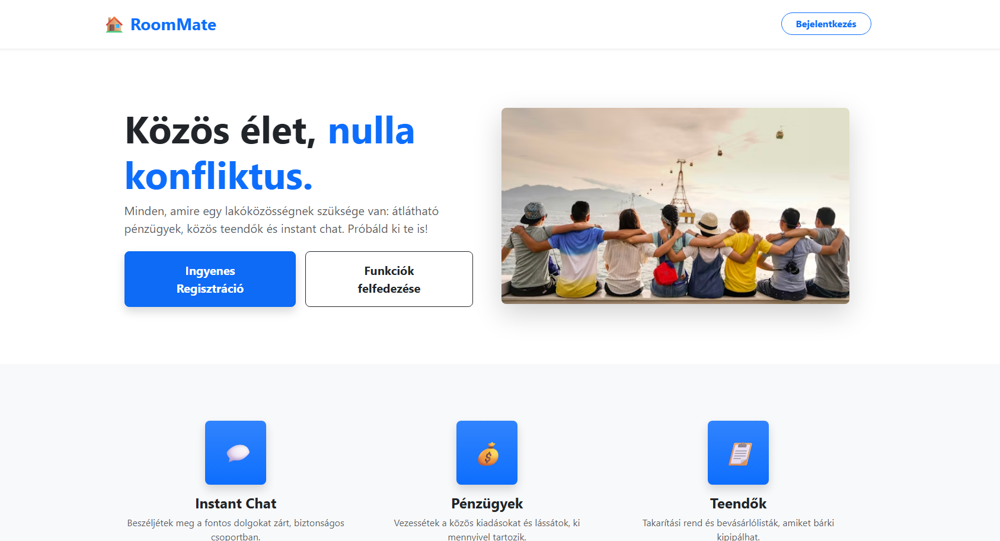 RoomMate
Bejelentkezés
Közös élet, nulla
konfliktus.
Minden, amire egy lakóközösségnek szüksége van: átlátható
pénzügyek, közös teendők és instant chat. Próbáld ki te is!
Ingyenes
Regisztráció
Funkciók
felfedezése
Instant Chat
Beszéljétek meg a fontos dolgokat zárt, biztonságos
csoportban.
Pénzügyek
Vezessétek a közös kiadásokat és lássátok, ki
mennyivel tartozik.
Teendők
Takarítási rend és bevásárlólisták, amiket bárki
kipipálhat.